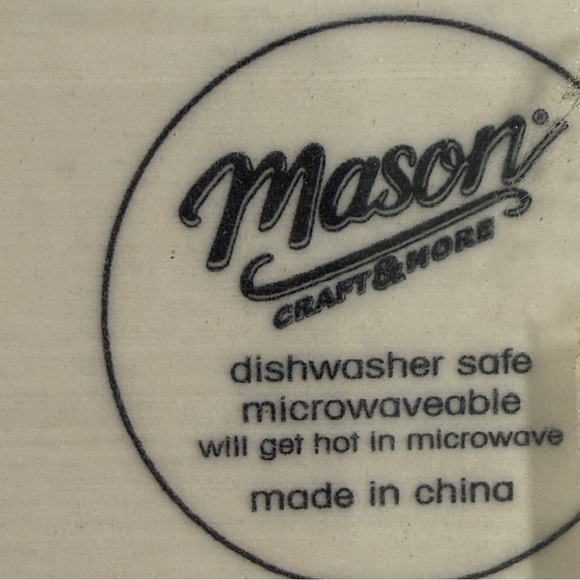 Mason®
CRAFT & MORE
dishwasher safe
microwaveable
will get hot in microwave
made in china